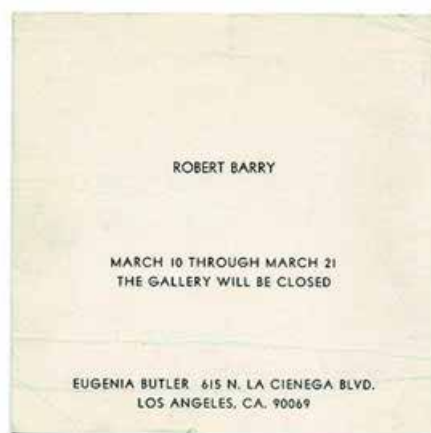 ROBERT BARRY
MARCH 10 THROUGH MARCH 21
THE GALLERY WILL BE CLOSED
EUGENIA BUTLER 615 N. LA CIENEGA BLVD.
LOS ANGELES, CA. 90069